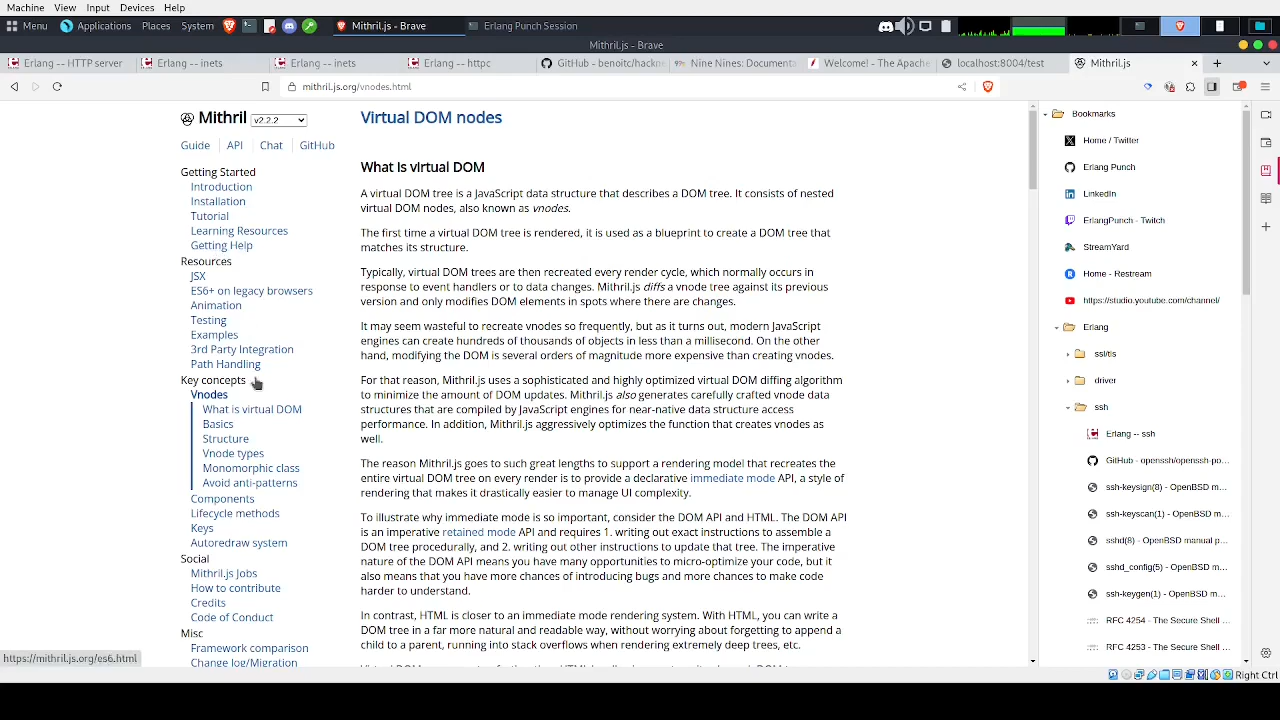 Machine View Input Devices Help
Menu Applications Places System Mithril.js - Brave Erlang Punch Session
Mithril.js - Brave
Erlang -- HTTP server Erlang -- inets Erlang -- inets Erlang -- httpc GitHub - benoitc/hackne Nine Nines: Documenta Welcome! - The Apache localhost:8004/test Mithril.js
mithril.js.org/vnodes.html
Mithril v2.2.2
Guide API Chat GitHub
Getting Started
Introduction
Installation
Tutorial
Learning Resources
Getting Help
Resources
JSX
ES6+ on legacy browsers
Animation
Testing
Examples
3rd Party Integration
Path Handling
Key concepts
Vnodes
What is virtual DOM
Basics
Structure
Vnode types
Monomorphic class
Avoid anti-patterns
Components
Lifecycle methods
Keys
Autoredraw system
Social
Mithril.js Jobs
How to contribute
Credits
Code of Conduct
Misc
Framework comparison
Change log/Migration
https://mithril.js.org/es6.html
Virtual DOM nodes
What is virtual DOM
A virtual DOM tree is a JavaScript data structure that describes a DOM tree. It consists of nested
virtual DOM nodes, also known as vnodes.
The first time a virtual DOM tree is rendered, it is used as a blueprint to create a DOM tree that
matches its structure.
Typically, virtual DOM trees are then recreated every render cycle, which normally occurs in
response to event handlers or to data changes. Mithril.js diffs a vnode tree against its previous
version and only modifies DOM elements in spots where there are changes.
It may seem wasteful to recreate vnodes so frequently, but as it turns out, modern JavaScript
engines can create hundreds of thousands of objects in less than a millisecond. On the other
hand, modifying the DOM is several orders of magnitude more expensive than creating vnodes.
For that reason, Mithril.js uses a sophisticated and highly optimized virtual DOM diffing algorithm
to minimize the amount of DOM updates. Mithril.js also generates carefully crafted vnode data
structures that are compiled by JavaScript engines for near-native data structure access
performance. In addition, Mithril.js aggressively optimizes the function that creates vnodes as
well.
The reason Mithril.js goes to such great lengths to support a rendering model that recreates the
entire virtual DOM tree on every render is to provide a declarative immediate mode API, a style of
rendering that makes it drastically easier to manage UI complexity.
To illustrate why immediate mode is so important, consider the DOM API and HTML. The DOM API
is an imperative retained mode API and requires 1. writing out exact instructions to assemble a
DOM tree procedurally, and 2. writing out other instructions to update that tree. The imperative
nature of the DOM API means you have many opportunities to micro-optimize your code, but it
also means that you have more chances of introducing bugs and more chances to make code
harder to understand.
In contrast, HTML is closer to an immediate mode rendering system. With HTML, you can write a
DOM tree in a far more natural and readable way, without worrying about forgetting to append a
child to a parent, running into stack overflows when rendering extremely deep trees, etc.
Bookmarks
Home / Twitter
Erlang Punch
LinkedIn
ErlangPunch - Twitch
StreamYard
Home - Restream
https://studio.youtube.com/channel/
Erlang
ssl/tls
driver
ssh
Erlang -- ssh
GitHub - openssh/openssh-po...
ssh-keysign(8) - OpenBSD m...
ssh-keyscan(1) - OpenBSD m...
sshd(8) - OpenBSD manual p...
sshd_config(5) - OpenBSD m...
ssh-keygen(1) - OpenBSD m...
RFC 4254 - The Secure Shell ...
RFC 4253 - The Secure Shell ...
Right Ctrl